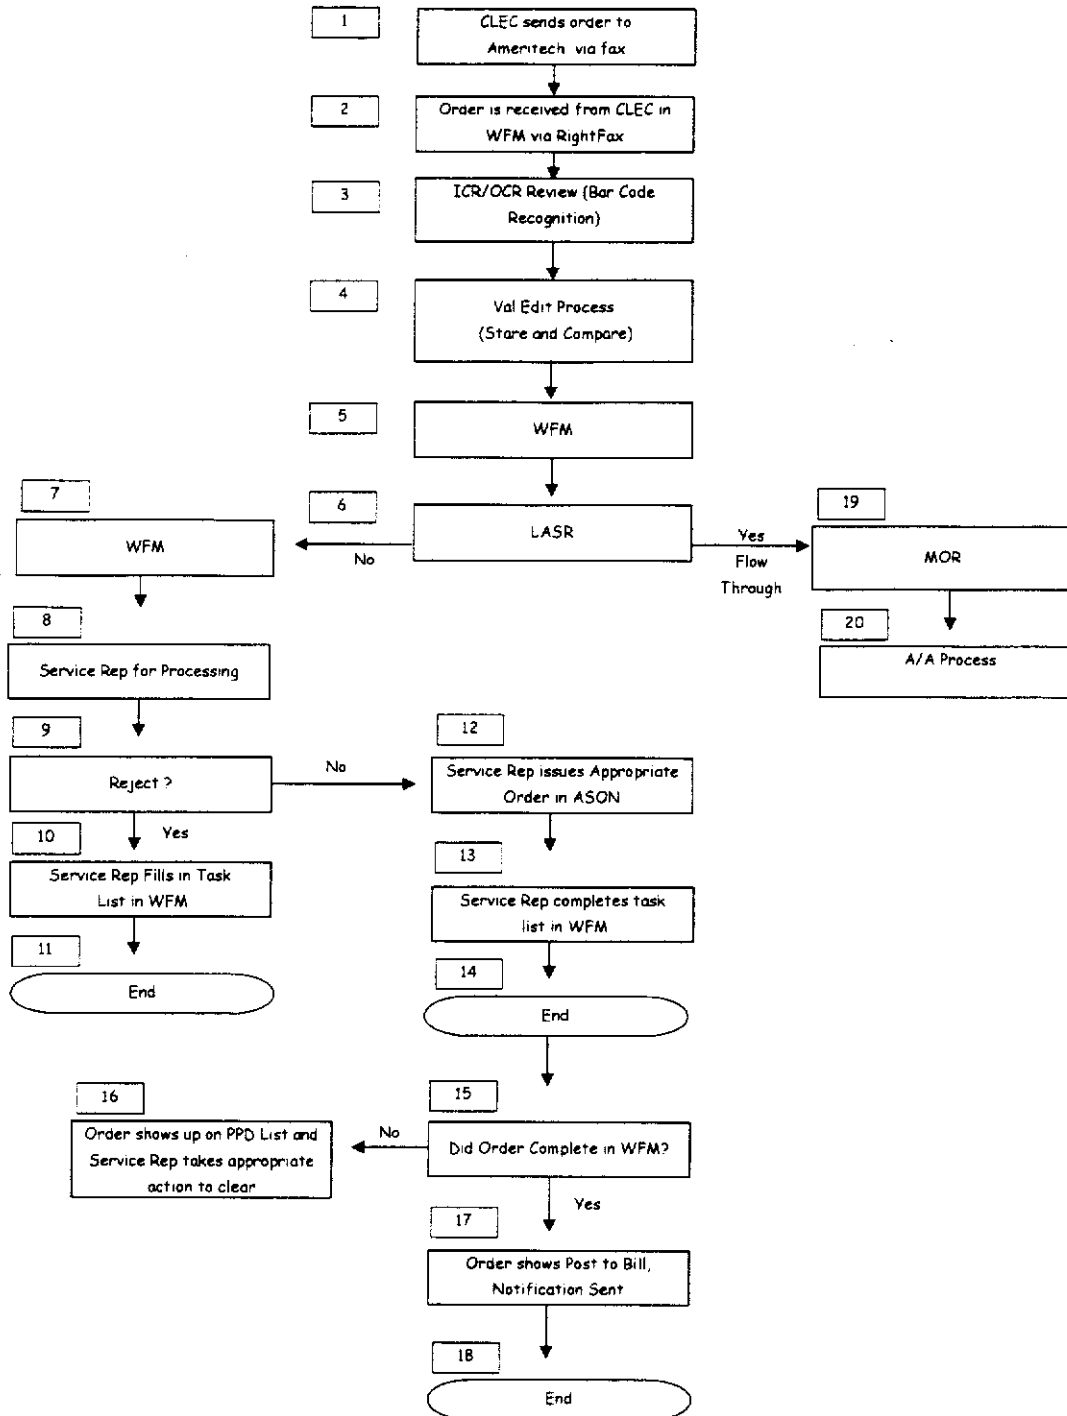 1
CLEC sends order to
Ameritech via fax
2
Order is received from CLEC in
WFM via RightFax
3
ICR/OCR Review (Bar Code
Recognition)
4
Val Edit Process
(Stare and Compare)
5
WFM
6
LASR
No
Yes
Flow
Through
7
WFM
19
MOR
8
Service Rep for Processing
20
A/A Process
9
Reject ?
No
Yes
12
Service Rep issues Appropriate
Order in ASON
10
Service Rep Fills in Task
List in WFM
13
Service Rep completes task
list in WFM
11
End
14
End
15
Did Order Complete in WFM?
No
Yes
16
Order shows up on PPD List and
Service Rep takes appropriate
action to clear
17
Order shows Post to Bill,
Notification Sent
18
End